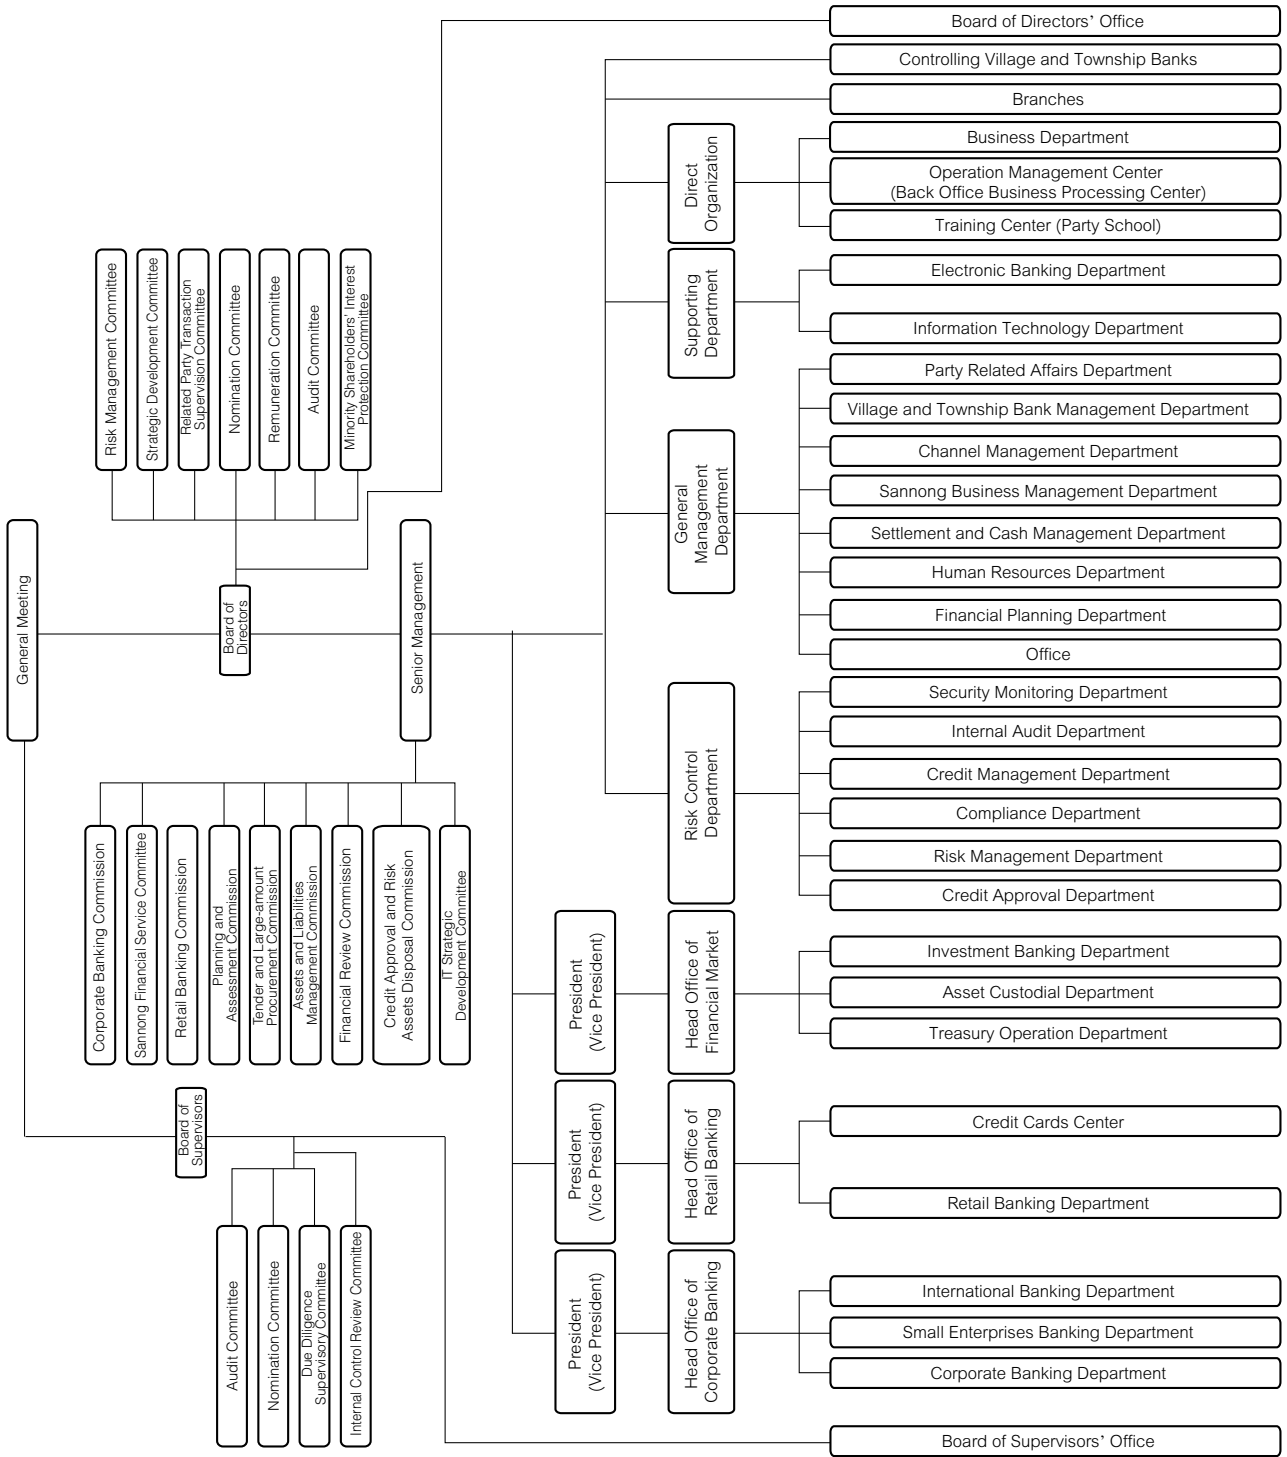 General Meeting
Board of
Directors
Senior Management
Board of
Supervisors
Risk Management Committee
Strategic Development Committee
Related Party Transaction
Supervision Committee
Nomination Committee
Remuneration Committee
Audit Committee
Minority Shareholders' Interest
Protection Committee
Corporate Banking Commission
Sannong Financial Service Committee
Retail Banking Commission
Planning and
Assessment Commission
Tender and Large-amount
Procurement Commission
Assets and Liabilities
Management Commission
Financial Review Commission
Credit Approval and Risk
Assets Disposal Commission
IT Strategic
Development Committee
Audit Committee
Nomination Committee
Due Diligence
Supervisory Committee
Internal Control Review Committee
Board of Directors' Office
Controlling Village and Township Banks
Branches
Direct
Organization
Business Department
Operation Management Center
(Back Office Business Processing Center)
Training Center (Party School)
Supporting
Department
Electronic Banking Department
Information Technology Department
General
Management
Department
Party Related Affairs Department
Village and Township Bank Management Department
Channel Management Department
Sannong Business Management Department
Settlement and Cash Management Department
Human Resources Department
Financial Planning Department
Office
Risk Control
Department
Security Monitoring Department
Internal Audit Department
Credit Management Department
Compliance Department
Risk Management Department
Credit Approval Department
President
(Vice President)
Head Office of
Financial Market
Investment Banking Department
Asset Custodial Department
Treasury Operation Department
President
(Vice President)
Head Office of
Retail Banking
Credit Cards Center
Retail Banking Department
President
(Vice President)
Head Office of
Corporate Banking
International Banking Department
Small Enterprises Banking Department
Corporate Banking Department
Board of Supervisors' Office